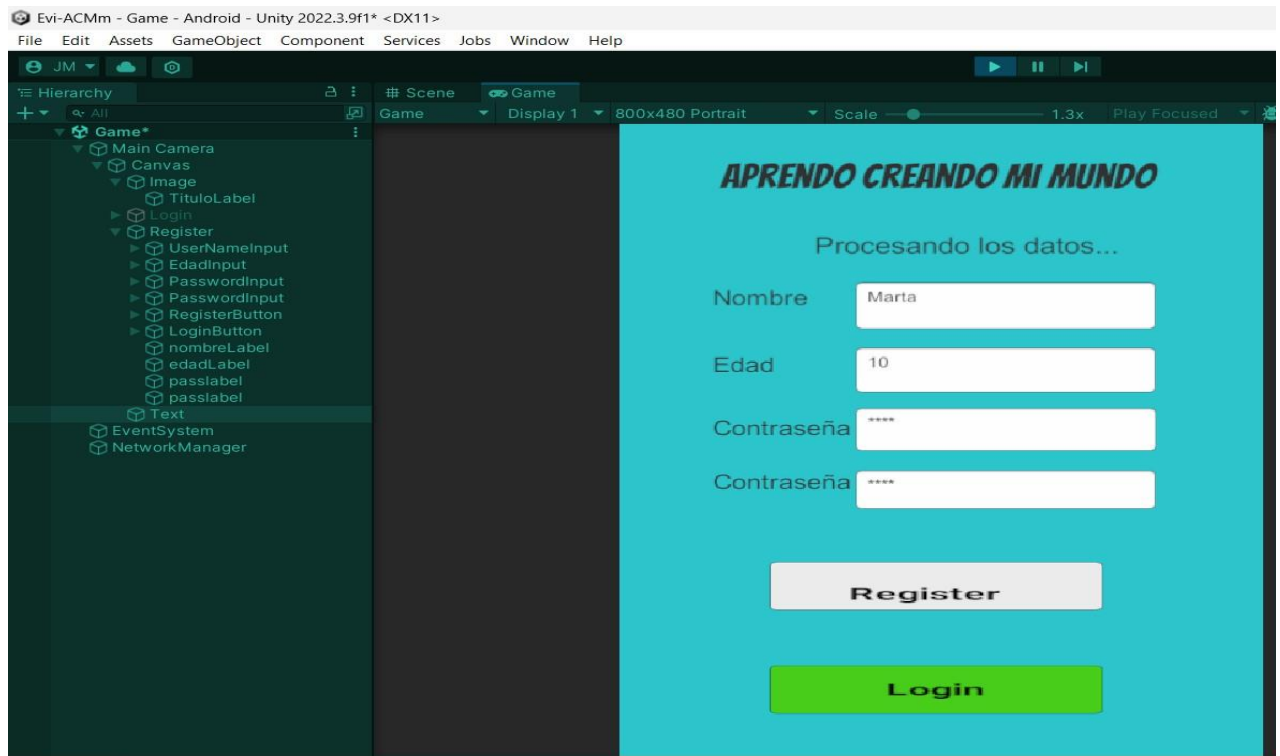 Evi-ACMm - Game - Android - Unity 2022.3.9f1* <DX11>
File Edit Assets GameObject Component Services Jobs Window Help
JM
Hierarchy
All
Game*
Main Camera
Canvas
Image
TituloLabel
Login
Register
UserNameInput
EdadInput
PasswordInput
PasswordInput
RegisterButton
LoginButton
nombreLabel
edadLabel
passlabel
passlabel
Text
EventSystem
NetworkManager
Scene Game
Game Display 1 800x480 Portrait Scale 1.3x Play Focused
APRENDO CREANDO MI MUNDO
Procesando los datos...
Nombre Marta
Edad 10
Contraseña ****
Contraseña ****
Register
Login